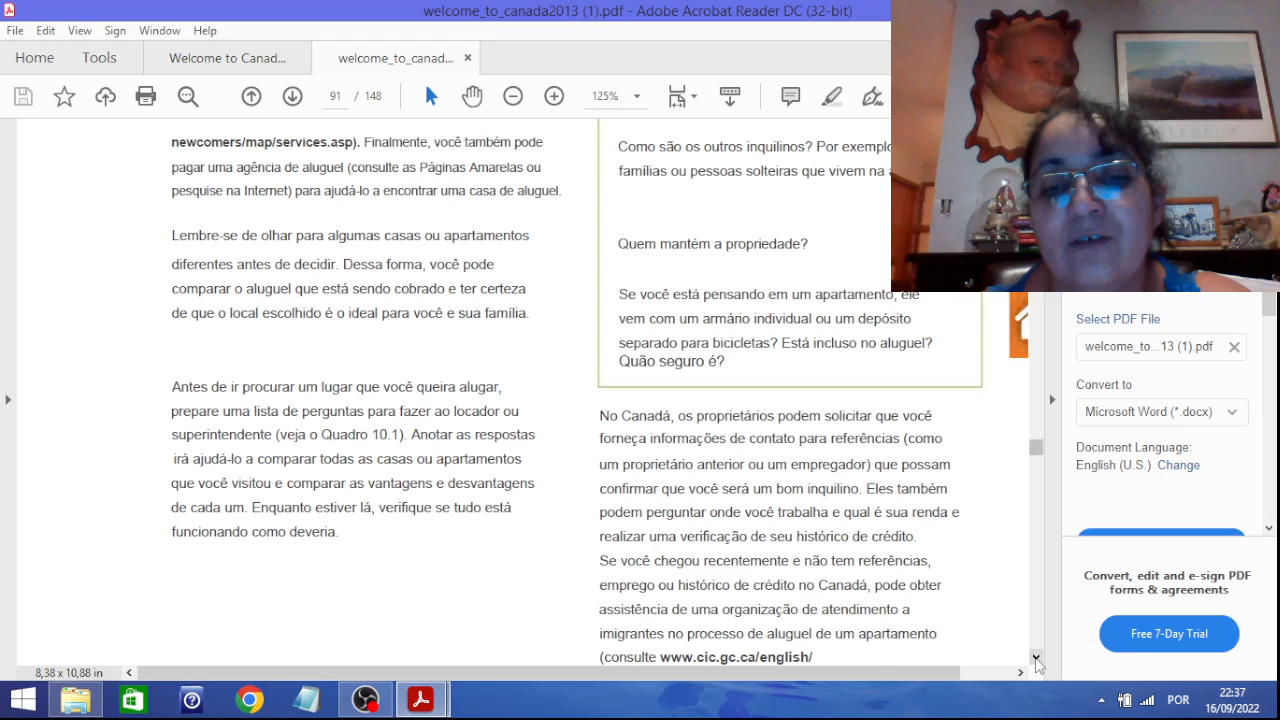 welcome_to_canada2013 (1).pdf - Adobe Acrobat Reader DC (32-bit)
File Edit View Sign Window Help
Home Tools Welcome to Canad... welcome_to_canad... ×
91 / 148 125%
newcomers/map/services.asp). Finalmente, você também pode
pagar uma agência de aluguel (consulte as Páginas Amarelas ou
pesquise na Internet) para ajudá-lo a encontrar uma casa de aluguel.
Lembre-se de olhar para algumas casas ou apartamentos
diferentes antes de decidir. Dessa forma, você pode
comparar o aluguel que está sendo cobrado e ter certeza
de que o local escolhido é o ideal para você e sua família.
Antes de ir procurar um lugar que você queira alugar,
prepare uma lista de perguntas para fazer ao locador ou
superintendente (veja o Quadro 10.1). Anotar as respostas
irá ajudá-lo a comparar todas as casas ou apartamentos
que você visitou e comparar as vantagens e desvantagens
de cada um. Enquanto estiver lá, verifique se tudo está
funcionando como deveria.
Como são os outros inquilinos? Por exemplo
famílias ou pessoas solteiras que vivem na
Quem mantém a propriedade?
Se você está pensando em um apartamento, ele
vem com um armário individual ou um depósito
separado para bicicletas? Está incluso no aluguel?
Quão seguro é?
No Canadá, os proprietários podem solicitar que você
forneça informações de contato para referências (como
um proprietário anterior ou um empregador) que possam
confirmar que você será um bom inquilino. Eles também
podem perguntar onde você trabalha e qual é sua renda e
realizar uma verificação de seu histórico de crédito.
Se você chegou recentemente e não tem referências,
emprego ou histórico de crédito no Canadá, pode obter
assistência de uma organização de atendimento a
imigrantes no processo de aluguel de um apartamento
(consulte www.cic.gc.ca/english/
Select PDF File
welcome_to...13 (1).pdf
Convert to
Microsoft Word (*.docx)
Document Language:
English (U.S.) Change
Convert, edit and e-sign PDF
forms & agreements
Free 7-Day Trial
8,38 x 10,88 in
POR
22:37
16/09/2022